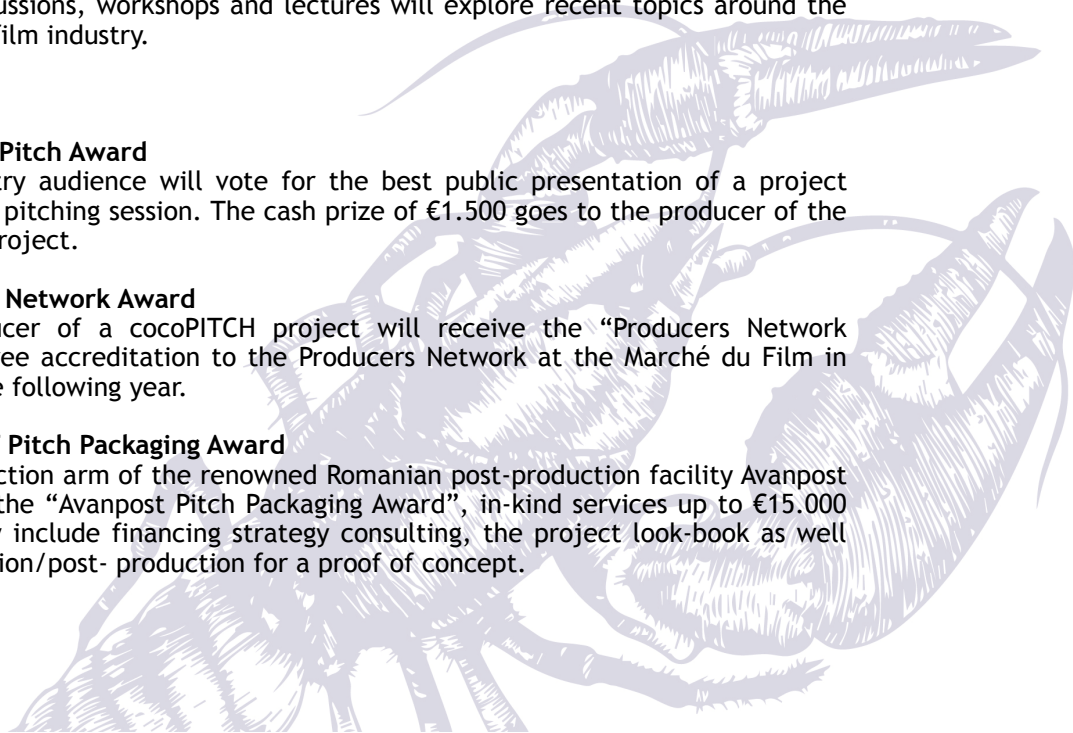 ussions, workshops and lectures will explore recent topics around the
film industry.
Pitch Award
try audience will vote for the best public presentation of a project
pitching session. The cash prize of €1.500 goes to the producer of the
roject.
Network Award
ucer of a cocoPITCH project will receive the “Producers Network
ee accreditation to the Producers Network at the Marché du Film in
e following year.
Pitch Packaging Award
ction arm of the renowned Romanian post-production facility Avanpost
the “Avanpost Pitch Packaging Award”, in-kind services up to €15.000
y include financing strategy consulting, the project look-book as well
ion/post- production for a proof of concept.